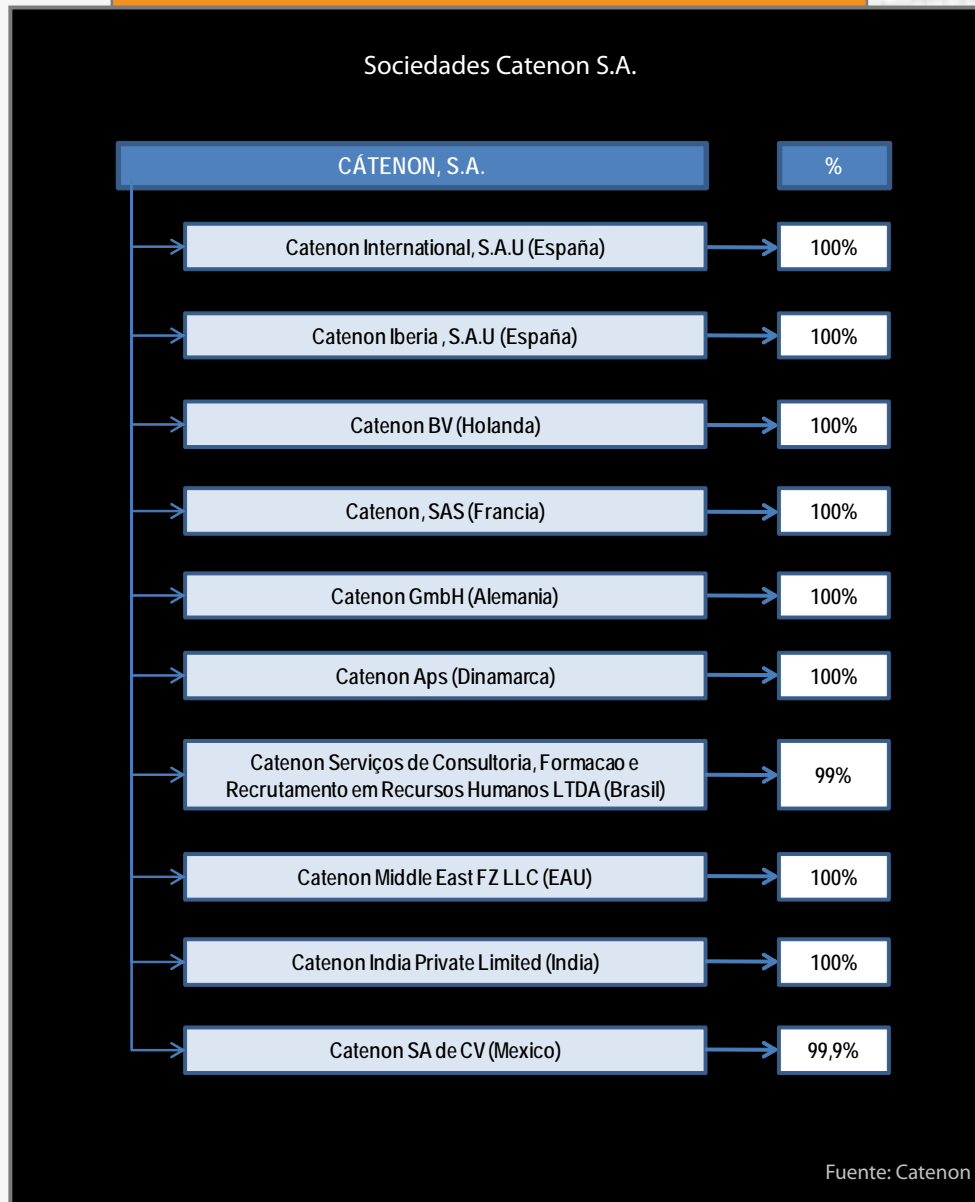 Sociedades Catenon S.A.
CÁTENON, S.A. %
Catenon International, S.A.U (España) 100%
Catenon Iberia , S.A.U (España) 100%
Catenon BV (Holanda) 100%
Catenon, SAS (Francia) 100%
Catenon GmbH (Alemania) 100%
Catenon Aps (Dinamarca) 100%
Catenon Serviços de Consultoria, Formacao e
Recrutamento em Recursos Humanos LTDA (Brasil) 99%
Catenon Middle East FZ LLC (EAU) 100%
Catenon India Private Limited (India) 100%
Catenon SA de CV (Mexico) 99,9%
Fuente: Catenon